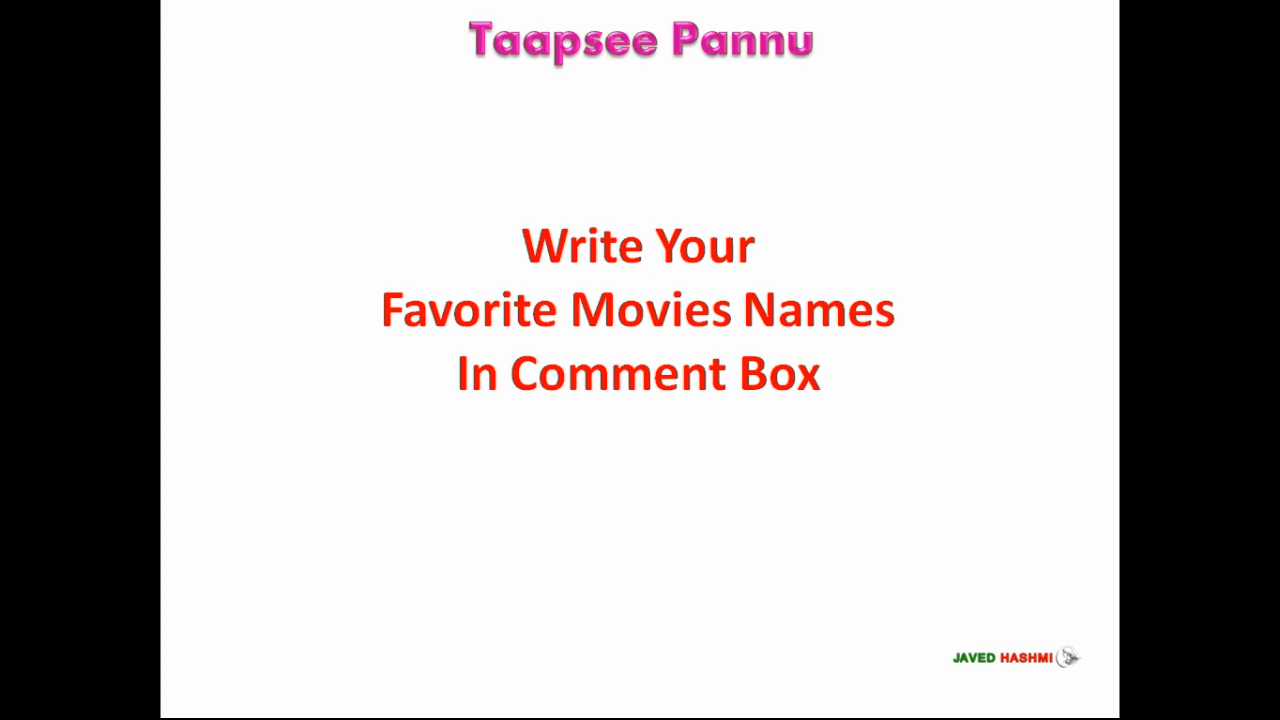 Taapsee Pannu
Write Your
Favorite Movies Names
In Comment Box
JAVED HASHMI